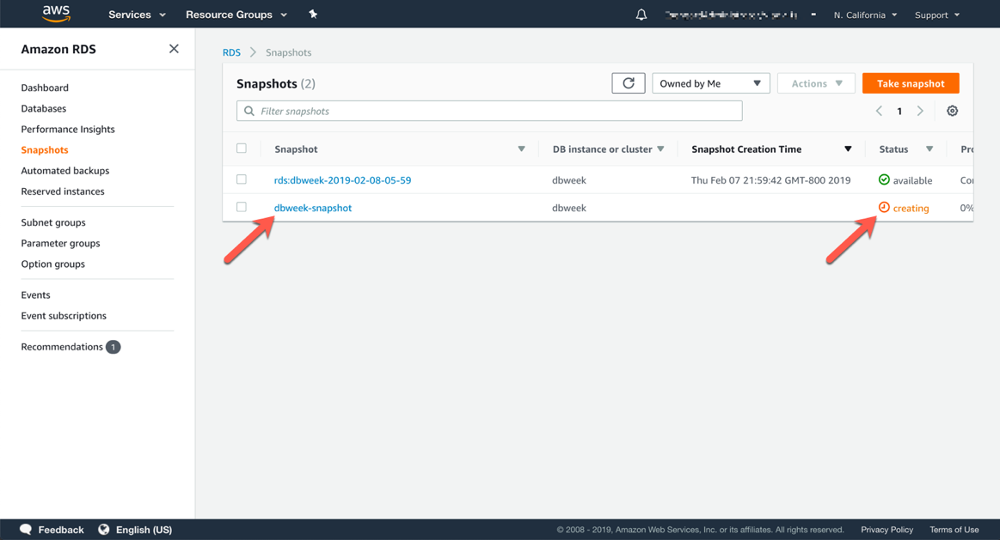 aws Services Resource Groups N. California Support
Amazon RDS
Dashboard
Databases
Performance Insights
Snapshots
Automated backups
Reserved instances
Subnet groups
Parameter groups
Option groups
Events
Event subscriptions
Recommendations 1
RDS > Snapshots
Snapshots (2)
Owned by Me
Actions
Take snapshot
Filter snapshots
1
Snapshot DB instance or cluster Snapshot Creation Time Status
rds:dbweek-2019-02-08-05-59 dbweek Thu Feb 07 21:59:42 GMT-800 2019 available
dbweek-snapshot dbweek creating 0%
Feedback English (US) © 2008 - 2019, Amazon Web Services, Inc. or its affiliates. All rights reserved. Privacy Policy Terms of Use